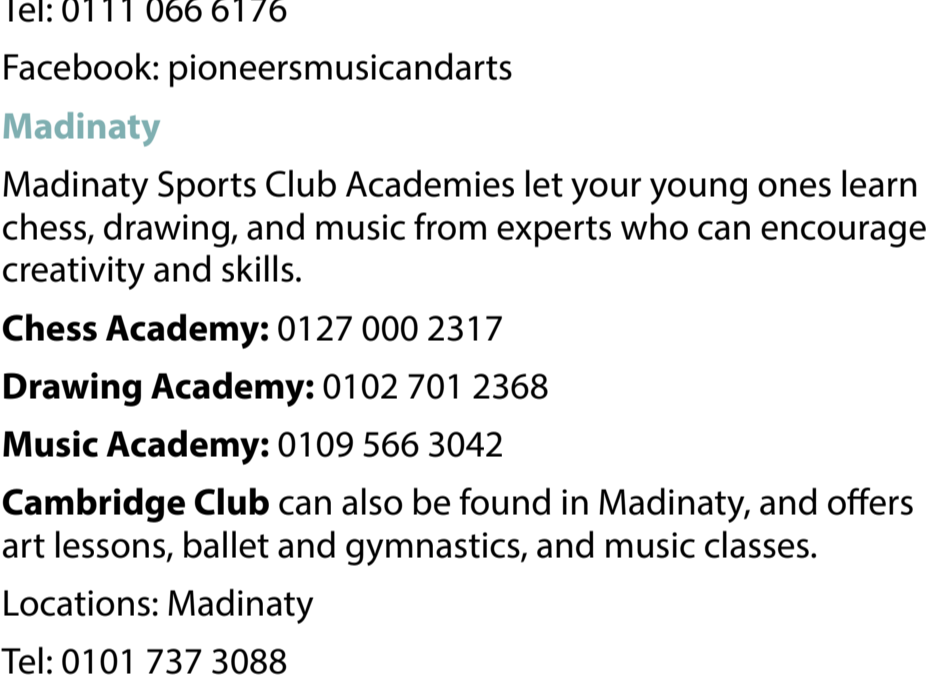 Tel: 0111 066 6176
Facebook: pioneersmusicandarts
Madinaty
Madinaty Sports Club Academies let your young ones learn
chess, drawing, and music from experts who can encourage
creativity and skills.
Chess Academy: 0127 000 2317
Drawing Academy: 0102 701 2368
Music Academy: 0109 566 3042
Cambridge Club can also be found in Madinaty, and offers
art lessons, ballet and gymnastics, and music classes.
Locations: Madinaty
Tel: 0101 737 3088